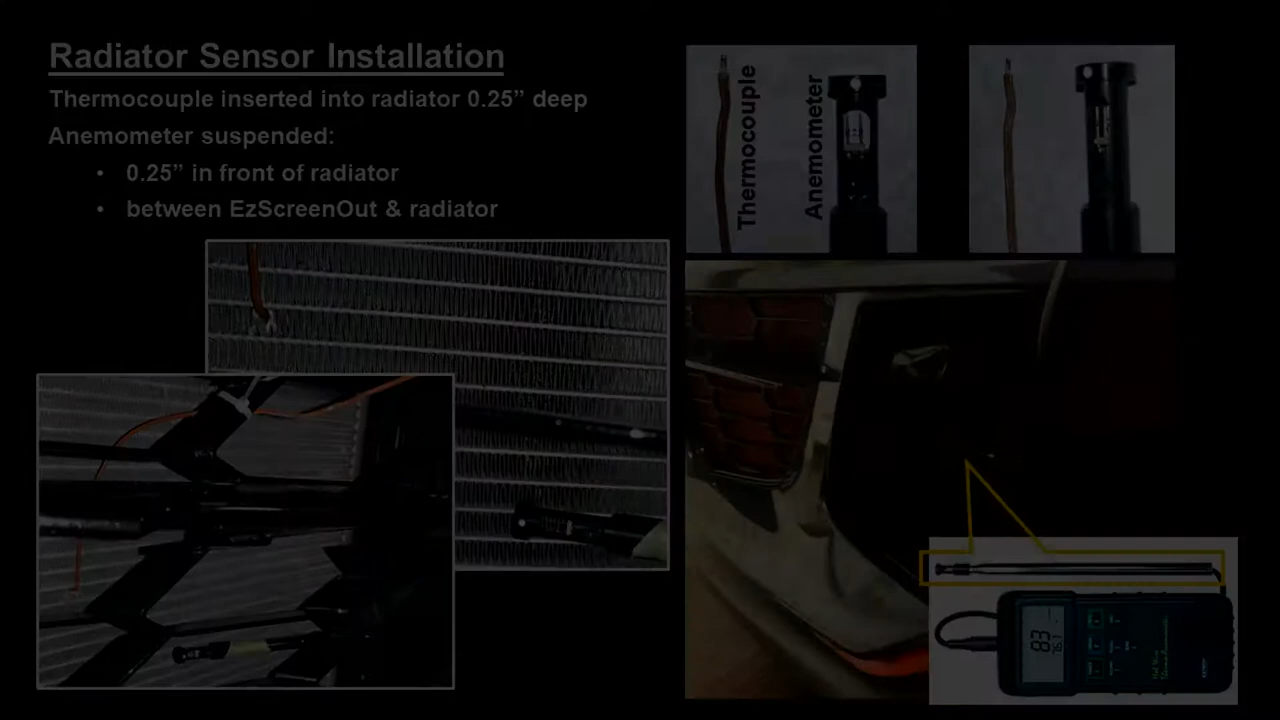 Radiator Sensor Installation
Thermocouple inserted into radiator 0.25” deep
Anemometer suspended:
• 0.25” in front of radiator
• between EzScreenOut & radiator
Thermocouple
Anemometer
83